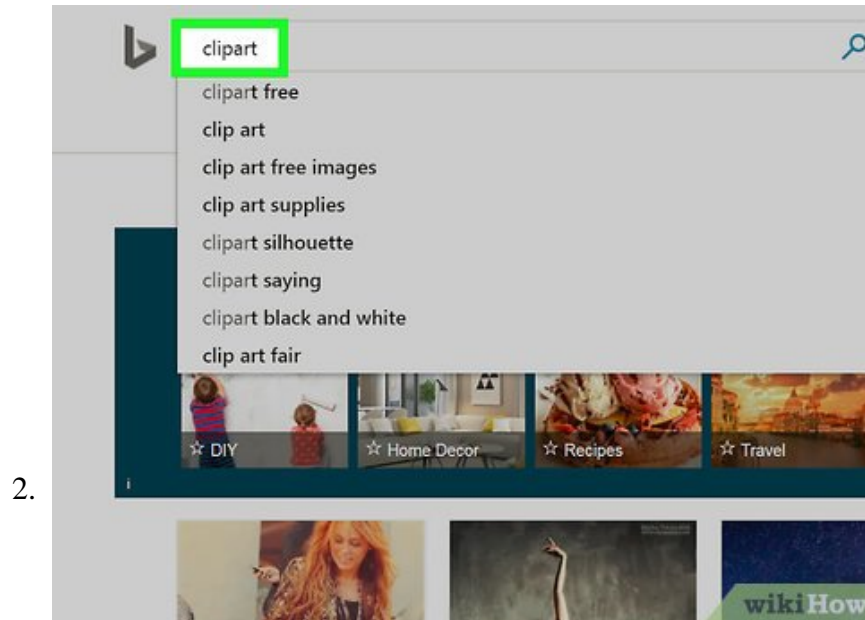 clipart
clipart free
clip art
clip art free images
clip art supplies
clipart silhouette
clipart saying
clipart black and white
clip art fair
☆ DIY ☆ Home Decor ☆ Recipes ☆ Travel
2.
i
wikiHow